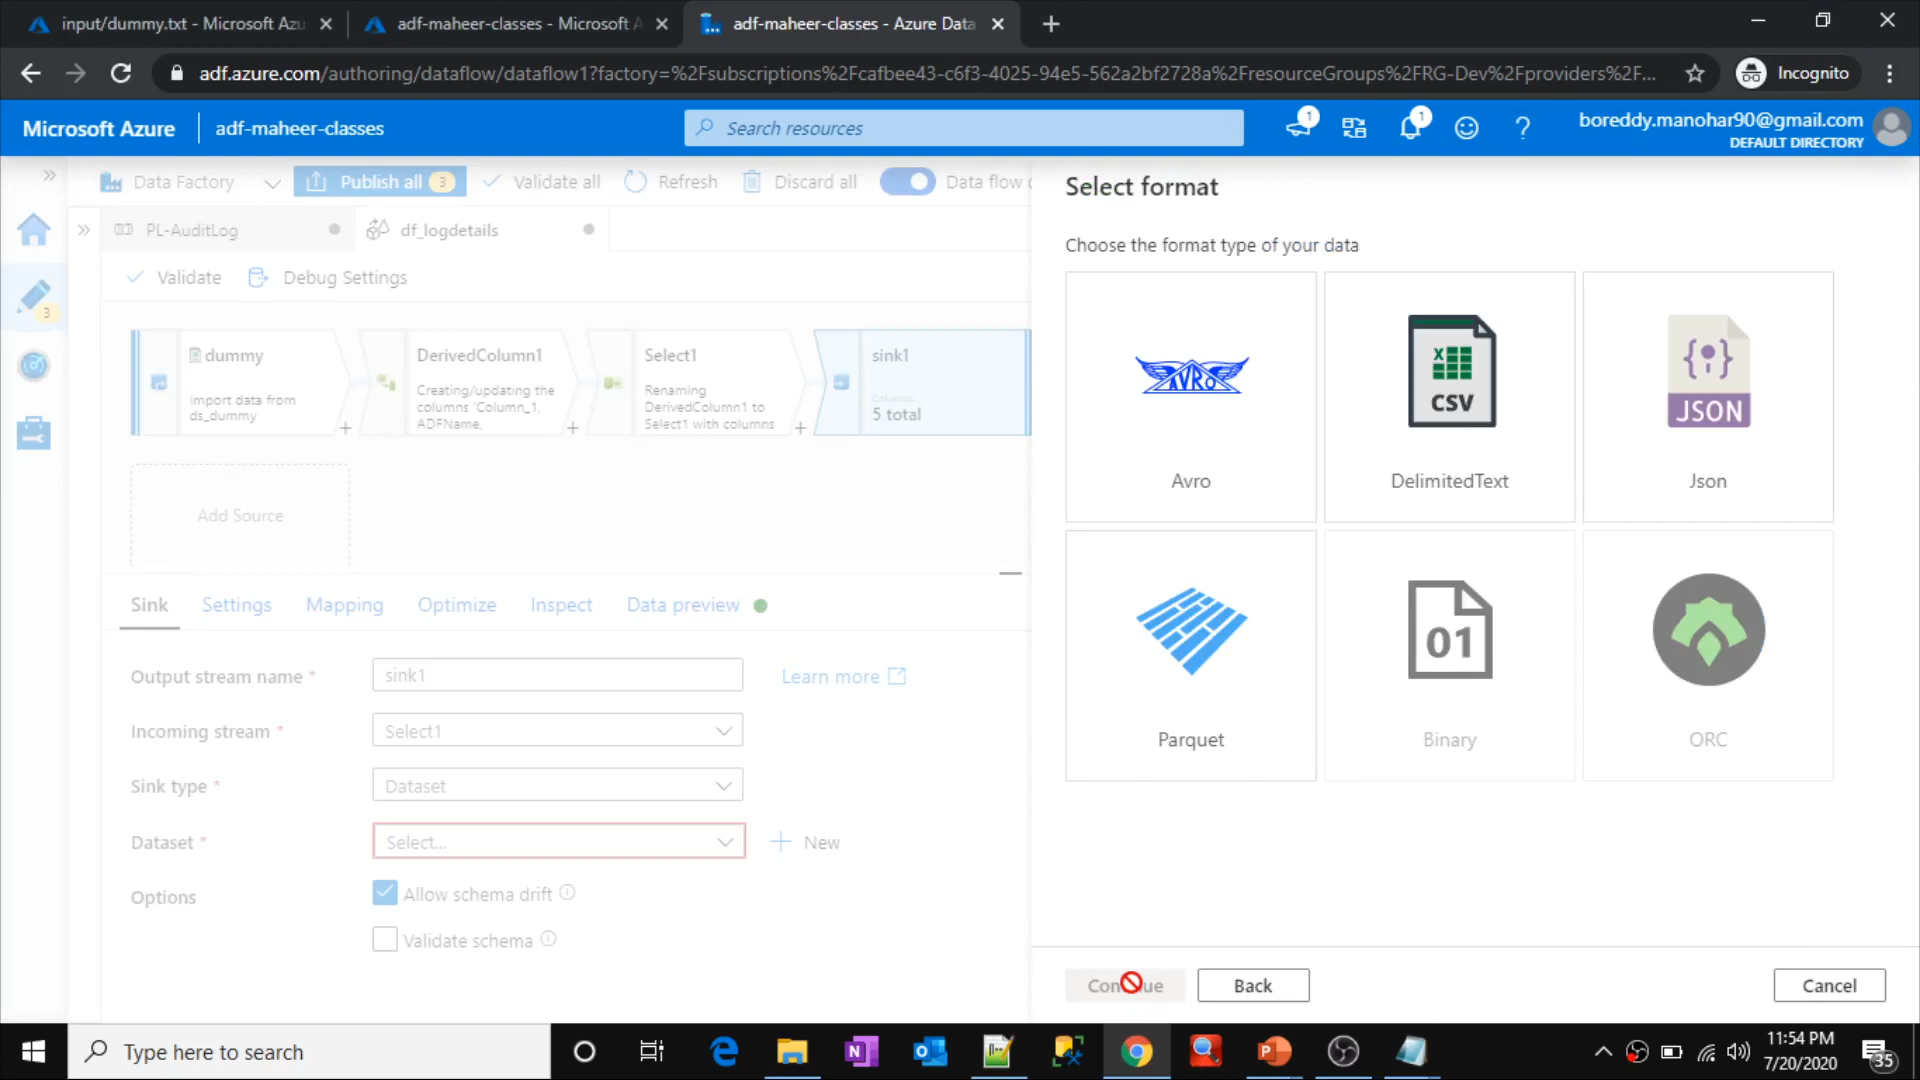 input/dummy.txt - Microsoft Azu
adf-maheer-classes - Microsoft A
adf-maheer-classes - Azure Data
adf.azure.com/authoring/dataflow/dataflow1?factory=%2Fsubscriptions%2Fcafbee43-c6f3-4025-94e5-562a2bf2728a%2FresourceGroups%2FRG-Dev%2Fproviders%2F...
Incognito
Microsoft Azure
adf-maheer-classes
Search resources
1
1
boreddy.manohar90@gmail.com
DEFAULT DIRECTORY
Data Factory
Publish all 3
Validate all
Refresh
Discard all
Data flow
PL-AuditLog
df_logdetails
3
Validate
Debug Settings
dummy
Import data from
ds_dummy
DerivedColumn1
Creating/updating the
columns 'Column_1,
ADFName,
Select1
Renaming
DerivedColumn1 to
Select1 with columns
sink1
Columns:
5 total
Add Source
Sink
Settings
Mapping
Optimize
Inspect
Data preview
Output stream name *
sink1
Learn more
Incoming stream *
Select1
Sink type *
Dataset
Dataset *
Select...
New
Options
Allow schema drift
Validate schema
Select format
Choose the format type of your data
AVRO
Avro
X
CSV
DelimitedText
JSON
Json
Parquet
01
Binary
ORC
Back
Cancel
Type here to search
11:54 PM
7/20/2020
35